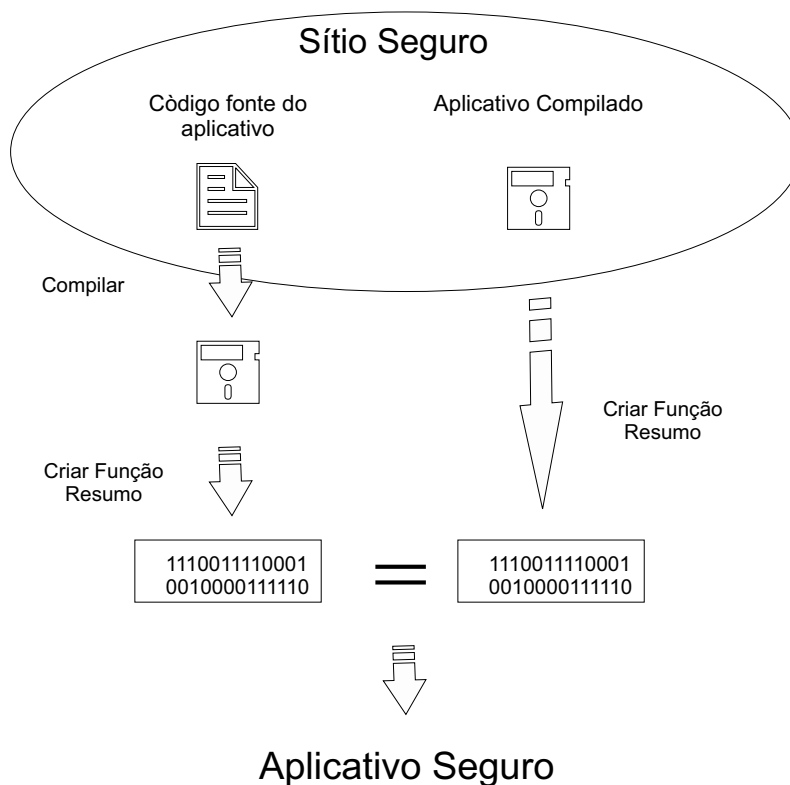 Sítio Seguro
Còdigo fonte do
aplicativo
Aplicativo Compilado
Compilar
Criar Função
Resumo
Criar Função
Resumo
1110011110001
0010000111110
=
1110011110001
0010000111110
Aplicativo Seguro